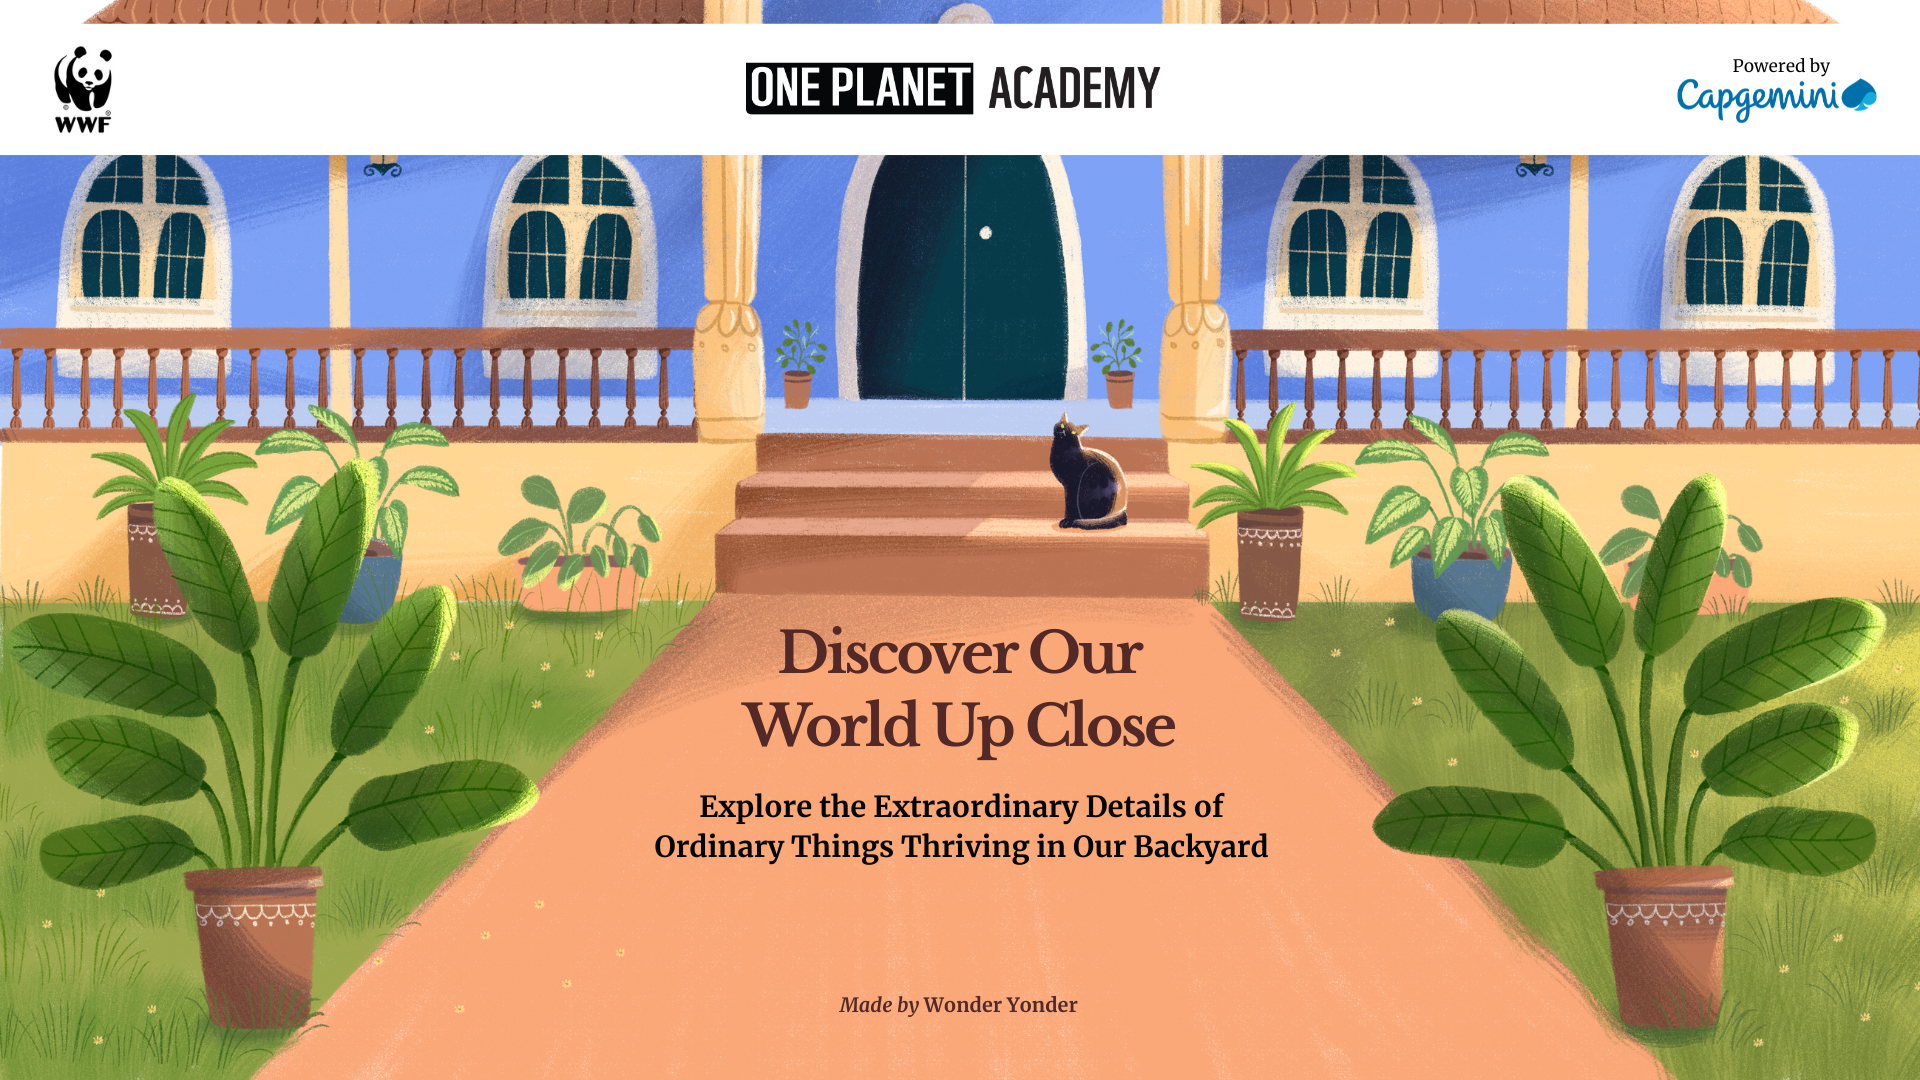 WWF
ONE PLANET ACADEMY
Powered by
Capgemini
Discover Our
World Up Close
Explore the Extraordinary Details of
Ordinary Things Thriving in Our Backyard
Made by Wonder Yonder